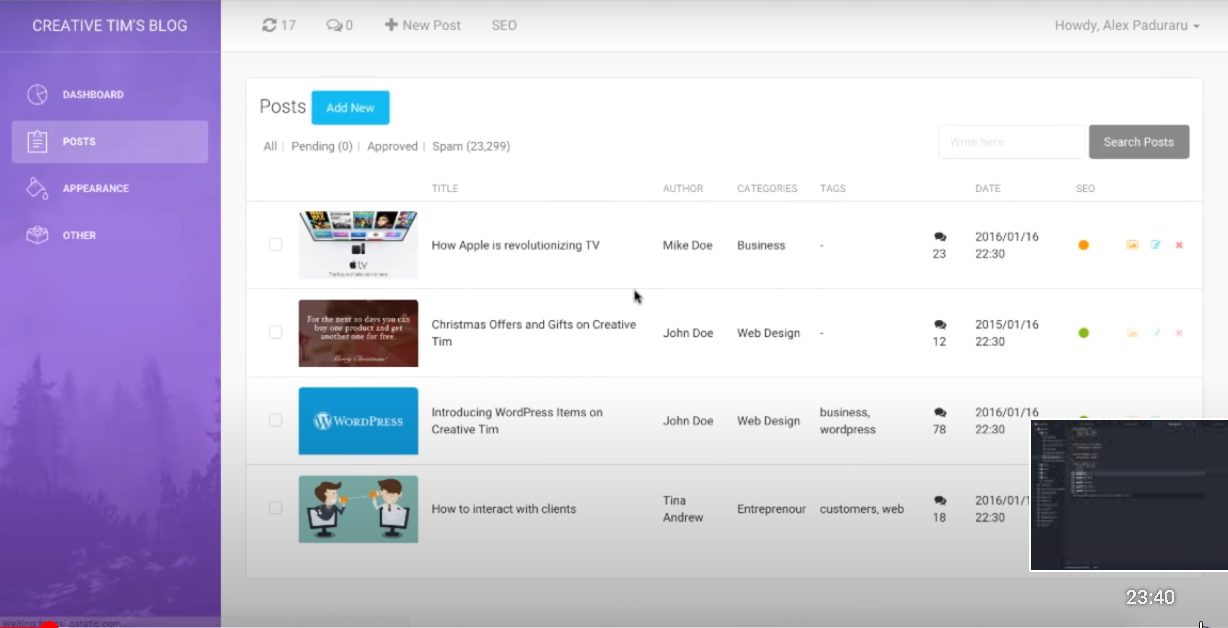 CREATIVE TIM'S BLOG
17
0
New Post
SEO
Howdy, Alex Paduraru
DASHBOARD
POSTS
APPEARANCE
OTHER
Posts
Add New
All | Pending (0) | Approved | Spam (23,299)
Write here...
Search Posts
TITLE
AUTHOR
CATEGORIES
TAGS
DATE
SEO
tv
How Apple is revolutionizing TV
Mike Doe
Business
-
23
2016/01/16
22:30
For the next 10 days you can
buy one product and get
another one for free.
Merry Christmas!
Christmas Offers and Gifts on Creative
Tim
John Doe
Web Design
-
12
2015/01/16
22:30
WORDPRESS
Introducing WordPress Items on
Creative Tim
John Doe
Web Design
business,
wordpress
78
2016/01/16
22:30
How to interact with clients
Tina
Andrew
Entreprenour
customers, web
18
2016/01/1
22:30
23:40